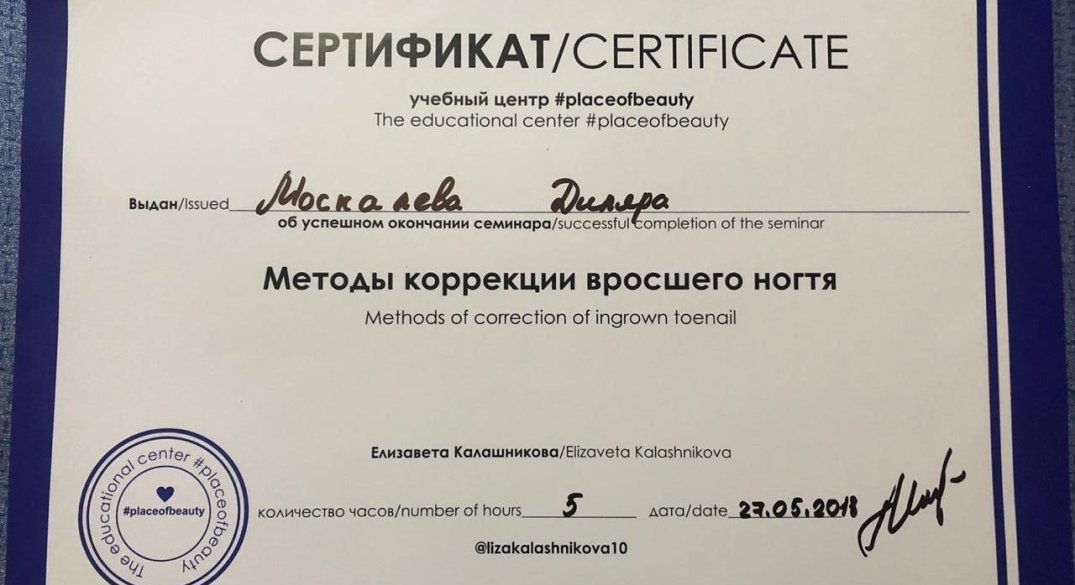 СЕРТИФИКАТ/CERTIFICATE
учебный центр #placeofbeauty
The educational center #placeofbeauty
Выдан/Issued Москалева Диляра
об успешном окончании семинара/successful completion of the seminar
Методы коррекции вросшего ногтя
Methods of correction of ingrown toenail
Елизавета Калашникова/Elizaveta Kalashnikova
количество часов/number of hours 5 дата/date 27.05.2018
@lizakalashnikova10
The educational center #placeofbeauty
#placeofbeauty